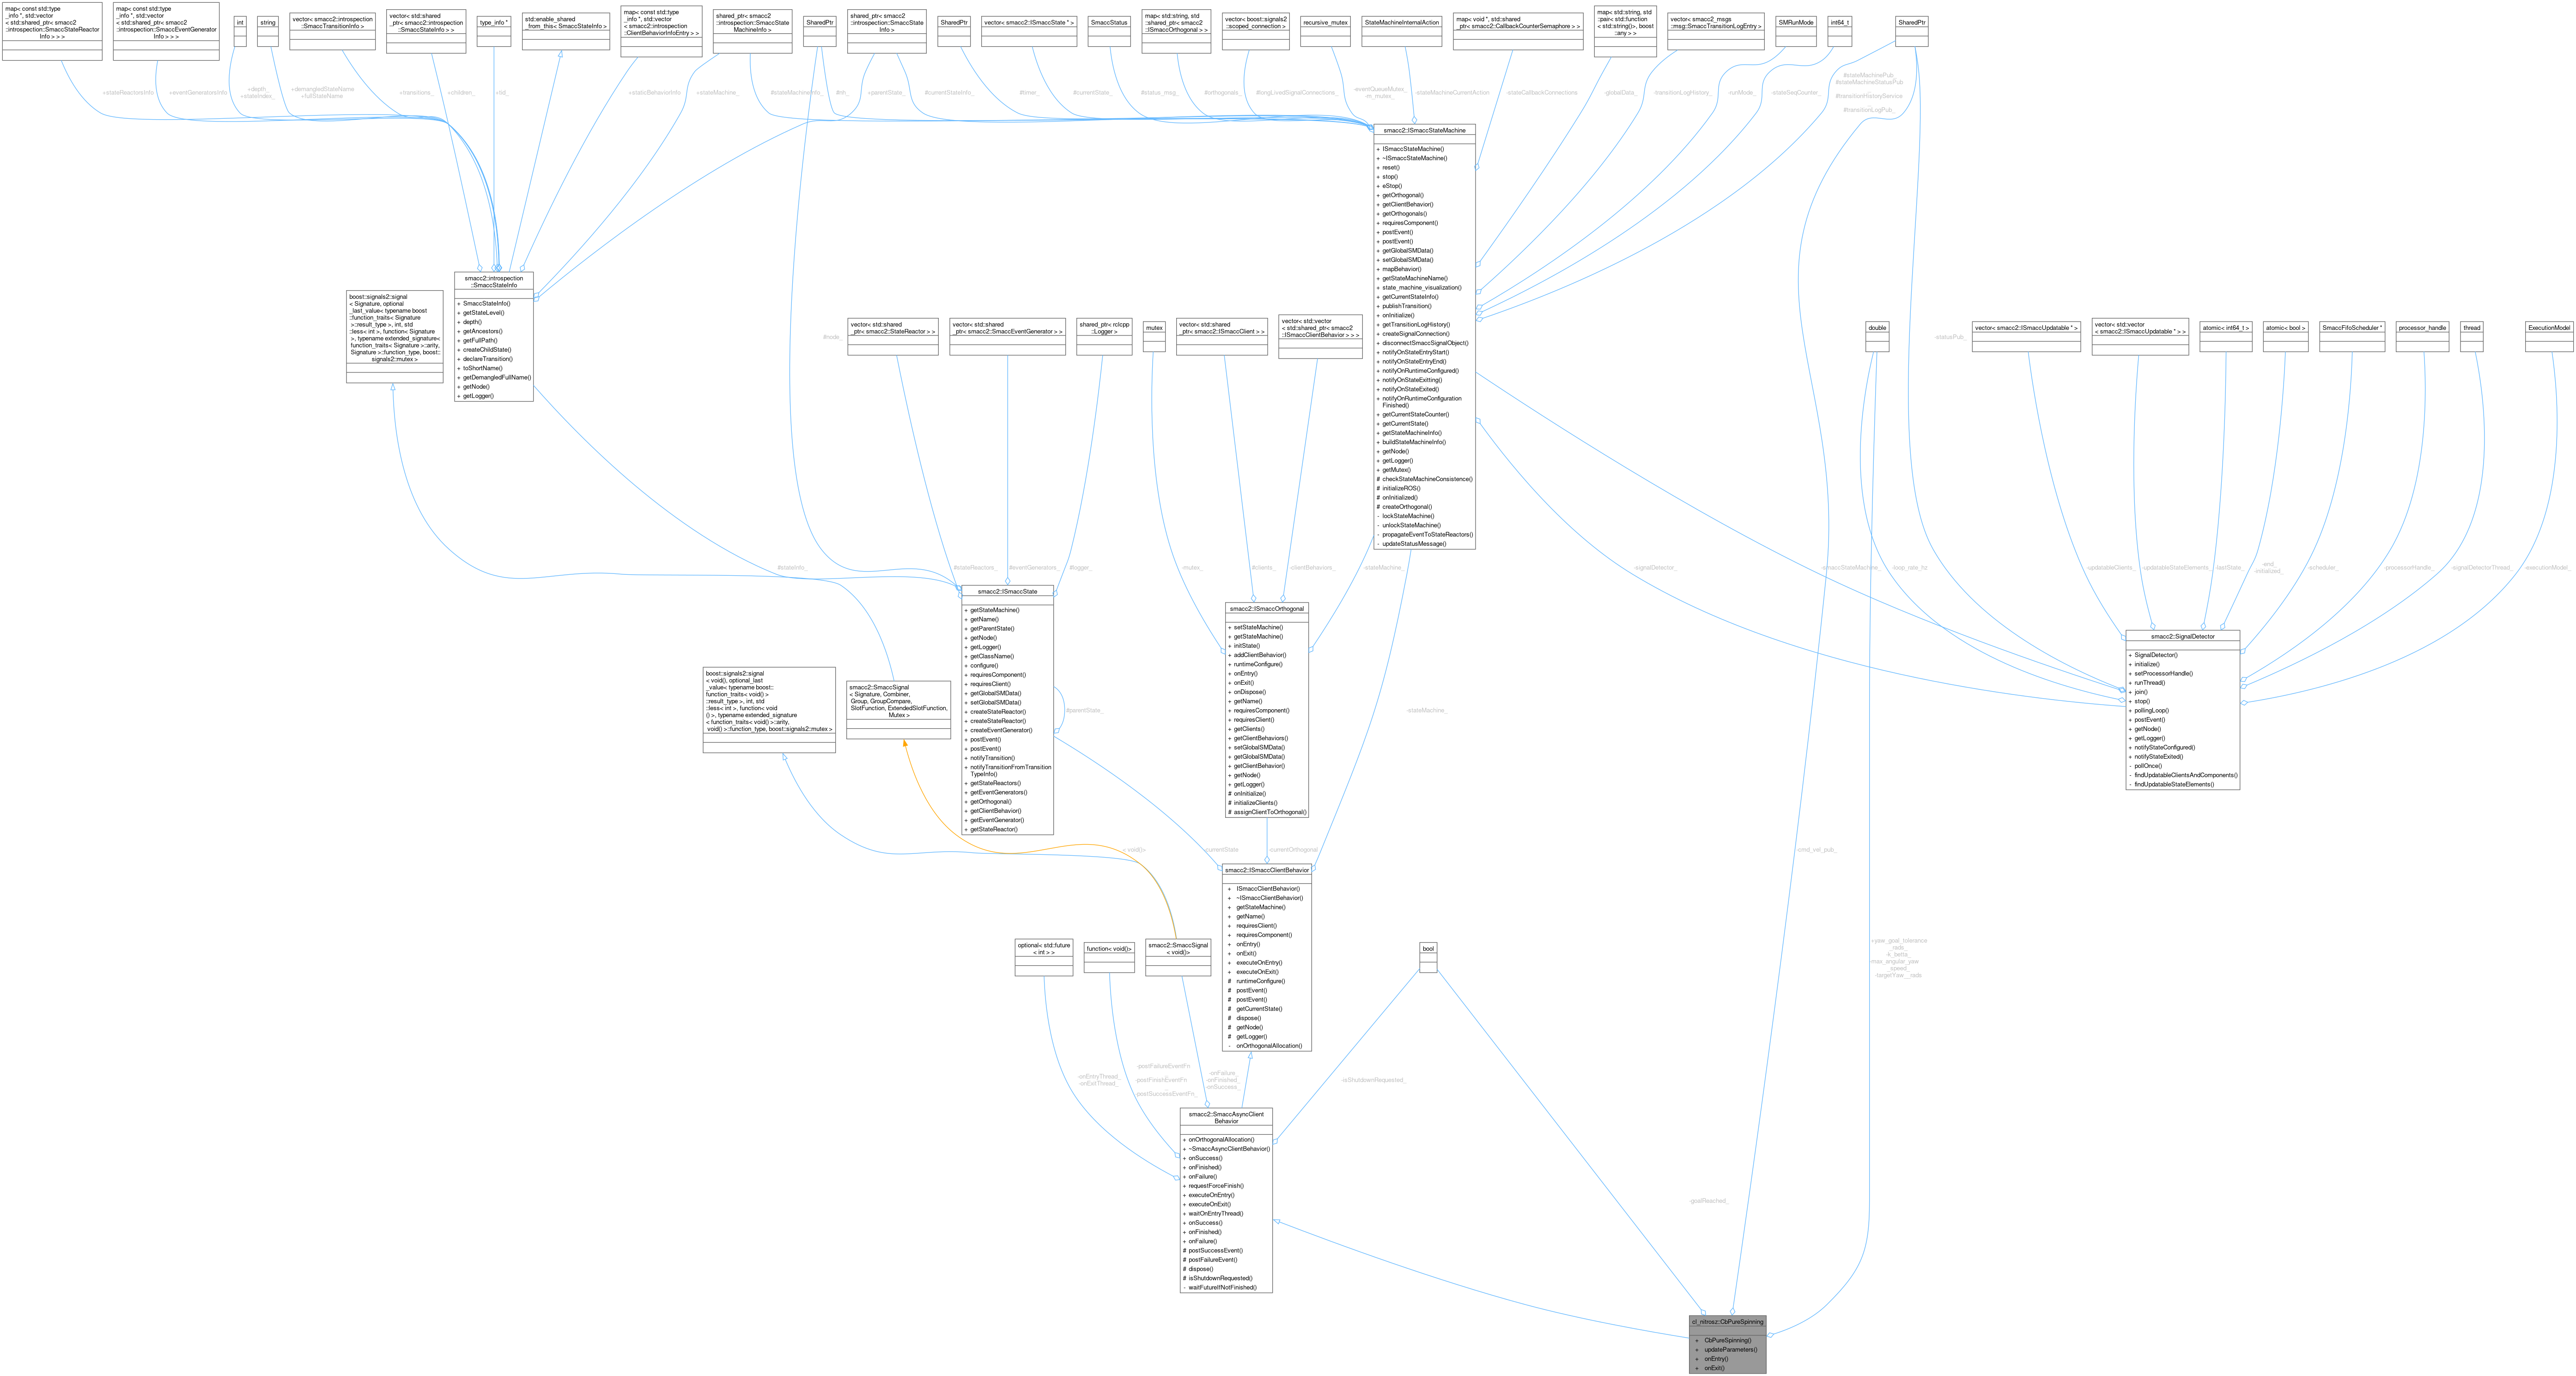 map< const std::type
_info *, std::vector
< std::shared_ptr< smacc2
::introspection::SmaccStateReactor
Info > > >
map< const std::type
_info *, std::vector
< std::shared_ptr< smacc2
::introspection::SmaccEventGenerator
Info > > >
int
string
vector< smacc2::introspection
::SmaccTransitionInfo >
vector< std::shared
_ptr< smacc2::introspection
::SmaccStateInfo > >
type_info *
std::enable_shared
_from_this< SmaccStateInfo >
map< const std::type
_info *, std::vector
< smacc2::introspection
::ClientBehaviorInfoEntry > >
shared_ptr< smacc2
::introspection::SmaccState
MachineInfo >
SharedPtr
shared_ptr< smacc2
::introspection::SmaccState
Info >
SharedPtr
vector< smacc2::ISmaccState * >
SmaccStatus
map< std::string, std
::shared_ptr< smacc2
::ISmaccOrthogonal > >
vector< boost::signals2
::scoped_connection >
recursive_mutex
StateMachineInternalAction
map< void *, std::shared
_ptr< smacc2::CallbackCounterSemaphore > >
map< std::string, std
::pair< std::function
< std::string()>, boost
::any > >
vector< smacc2_msgs
::msg::SmaccTransitionLogEntry >
SMRunMode
int64_t
SharedPtr
+stateReactorsInfo
+eventGeneratorsInfo
+depth_
+stateIndex_
+demangledStateName
+fullStateName
+transitions_
+children_
+tid_
+staticBehaviorInfo
+stateMachine_
#stateMachineInfo_
#m_
+parentState_
#currentStateInfo_
#timer_
#currentState_
#status_msg_
#orthogonals_
#longLivedSignalConnections_
-eventQueueMutex_
-m_mutex_
-stateMachineCurrentAction
-stateCallbackConnections
-globalData_
-transitionLogHistory_
-runMode_
-stateSeqCounter_
#stateMachinePub_
#stateMachineStatusPub
_
#transitionHistoryService
_
#transitionLogPub_
smacc2::ISmaccStateMachine
+ ISmaccStateMachine()
+ ~ISmaccStateMachine()
+ reset()
+ stop()
+ eStop()
+ getOrthogonal()
+ getClientBehavior()
+ getOrthogonals()
+ requiresComponent()
+ postEvent()
+ postEvent()
+ getGlobalSMData()
+ setGlobalSMData()
+ mapBehavior()
+ getStateMachineName()
+ state_machine_visualization()
+ getCurrentStateInfo()
+ publishTransition()
+ onInitialize()
+ getTransitionLogHistory()
+ createSignalConnection()
+ disconnectSmaccSignalObject()
+ notifyOnStateEntryStart()
+ notifyOnStateEntryEnd()
+ notifyOnRuntimeConfigured()
+ notifyOnStateExitting()
+ notifyOnStateExited()
+ notifyOnRuntimeConfiguration
Finished()
+ getCurrentStateCounter()
+ getCurrentState()
+ getStateMachineInfo()
+ buildStateMachineInfo()
+ getNode()
+ getLogger()
+ getMutex()
# checkStateMachineConsistence()
# initializeROS()
# onInitialized()
# createOrthogonal()
- lockStateMachine()
- unlockStateMachine()
- propagateEventToStateReactors()
- updateStatusMessage()
smacc2::introspection
::SmaccStateInfo
+ SmaccStateInfo()
+ getStateLevel()
+ depth()
+ getAncestors()
+ getFullPath()
+ createChildState()
+ declareTransition()
+ toShortName()
+ getDemangledFullName()
+ getNode()
+ getLogger()
boost::signals2::signal
< Signature, optional
_last_value< typename boost
::function_traits< Signature
>::result_type >, int, std
::less< int >, function< Signature
>, typename extended_signature<
function_traits< Signature >::arity,
Signature >::function_type, boost::
signals2::mutex >
vector< std::shared
_ptr< smacc2::StateReactor > >
vector< std::shared
_ptr< smacc2::SmaccEventGenerator > >
shared_ptr< rclcpp
::Logger >
mutex
vector< std::shared
_ptr< smacc2::ISmaccClient > >
vector< std::vector
< std::shared_ptr< smacc2
::ISmaccClientBehavior > > >
double
vector< smacc2::ISmaccUpdatable * >
vector< std::vector
< smacc2::ISmaccUpdatable * > >
atomic< int64_t >
atomic< bool >
SmaccFifoScheduler *
processor_handle
thread
ExecutionModel
#node_
-statusPub_
#stateInfo_
#stateReactors_
#eventGenerators_
#logger_
-mutex_
#clients_
-clientBehaviors_
-stateMachine_
-signalDetector_
-smaccStateMachine_
-loop_rate_hz
-updatableClients_
-updatableStateElements_
-lastState_
-end_
-initialized_
-scheduler_
-processorHandle_
-signalDetectorThread_
-executionModel_
smacc2::ISmaccState
+ getStateMachine()
+ getName()
+ getParentState()
+ getNode()
+ getLogger()
+ getClassName()
+ configure()
+ requiresComponent()
+ requiresClient()
+ getGlobalSMData()
+ setGlobalSMData()
+ createStateReactor()
+ createStateReactor()
+ createEventGenerator()
+ postEvent()
+ postEvent()
+ notifyTransition()
+ notifyTransitionFromTransition
TypeInfo()
+ getStateReactors()
+ getEventGenerators()
+ getOrthogonal()
+ getClientBehavior()
+ getEventGenerator()
+ getStateReactor()
#parentState_
smacc2::ISmaccOrthogonal
+ setStateMachine()
+ getStateMachine()
+ initState()
+ addClientBehavior()
+ runtimeConfigure()
+ onEntry()
+ onExit()
+ onDispose()
+ getName()
+ requiresComponent()
+ requiresClient()
+ getClients()
+ getClientBehaviors()
+ setGlobalSMData()
+ getGlobalSMData()
+ getClientBehavior()
+ getNode()
+ getLogger()
# onInitialize()
# initializeClients()
# assignClientToOrthogonal()
smacc2::SignalDetector
+ SignalDetector()
+ initialize()
+ setProcessorHandle()
+ runThread()
+ join()
+ stop()
+ pollingLoop()
+ postEvent()
+ getNode()
+ getLogger()
+ notifyStateConfigured()
+ notifyStateExited()
- pollOnce()
- findUpdatableClientsAndComponents()
- findUpdatableStateElements()
boost::signals2::signal
< void(), optional_last
_value< typename boost::
function_traits< void() >
::result_type >, int, std
::less< int >, function< void
() >, typename extended_signature
< function_traits< void() >::arity,
void() >::function_type, boost::signals2::mutex >
smacc2::SmaccSignal
< Signature, Combiner,
Group, GroupCompare,
SlotFunction, ExtendedSlotFunction,
Mutex >
-stateMachine_
< void()>
-currentState
-currentOrthogonal
-cmd_vel_pub_
smacc2::ISmaccClientBehavior
+ ISmaccClientBehavior()
+ ~ISmaccClientBehavior()
+ getStateMachine()
+ getName()
+ requiresClient()
+ requiresComponent()
+ onEntry()
+ onExit()
+ executeOnEntry()
+ executeOnExit()
# runtimeConfigure()
# postEvent()
# postEvent()
# getCurrentState()
# dispose()
# getNode()
# getLogger()
- onOrthogonalAllocation()
optional< std::future
< int > >
function< void()>
smacc2::SmaccSignal
< void()>
bool
+yaw_goal_tolerance
_rads_
-k_betta_
-max_angular_yaw
_speed_
-targetYaw__rads
-onEntryThread_
-onExitThread_
-postFailureEventFn
_
-postFinishEventFn
_
-postSuccessEventFn_
-onFailure_
-onFinished_
-onSuccess_
-isShutdownRequested_
smacc2::SmaccAsyncClient
Behavior
+ onOrthogonalAllocation()
+ ~SmaccAsyncClientBehavior()
+ onSuccess()
+ onFinished()
+ onFailure()
+ requestForceFinish()
+ executeOnEntry()
+ executeOnExit()
+ waitOnEntryThread()
+ onSuccess()
+ onFinished()
+ onFailure()
# postSuccessEvent()
# postFailureEvent()
# dispose()
# isShutdownRequested()
- waitFutureIfNotFinished()
-goalReached_
cl_nitrosz::CbPureSpinning
+ CbPureSpinning()
+ updateParameters()
+ onEntry()
+ onExit()